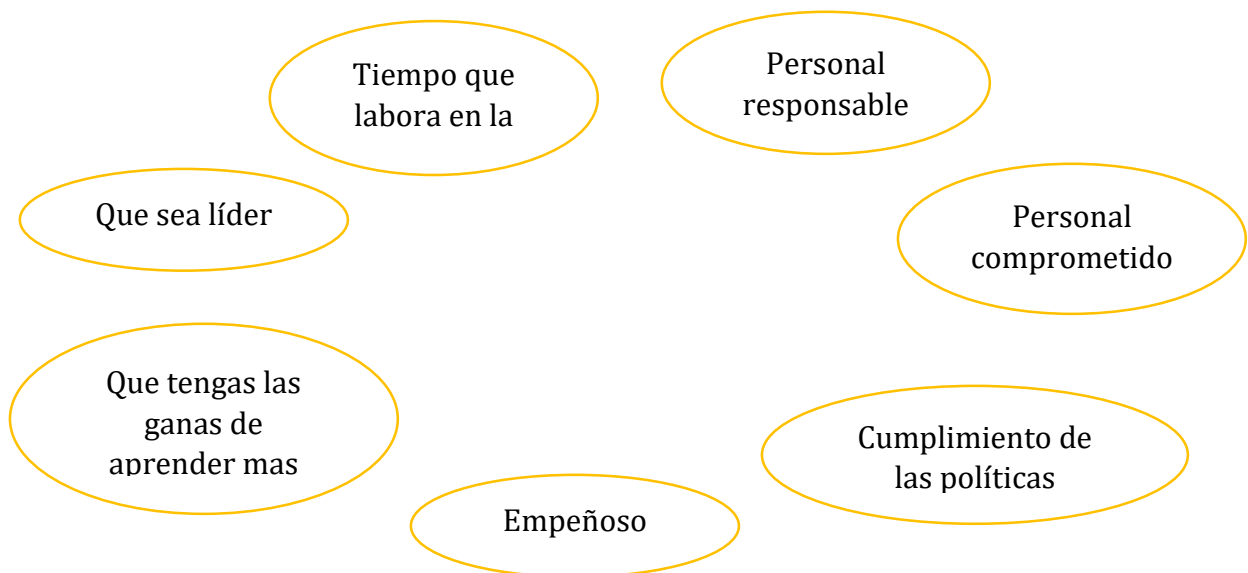 Tiempo que
labora en la
Personal
responsable
Que sea líder
Personal
comprometido
Que tengas las
ganas de
aprender mas
Cumplimiento de
las políticas
Empeñoso